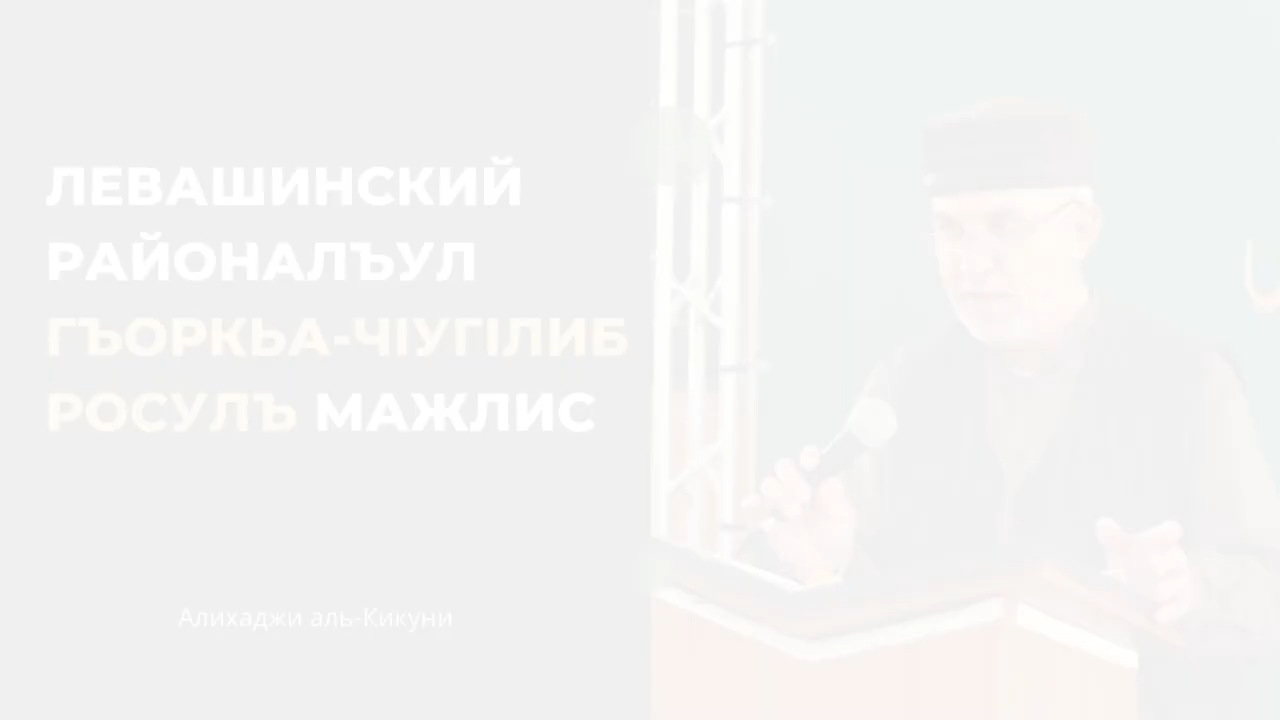 ЛЕВАШИНСКИЙ
РАЙОНАЛЪУЛ
ГЪОРКЬА-ЧІУГІЛИБ
РОСУЛЪ МАЖЛИС
Алихаджи аль-Кикуни